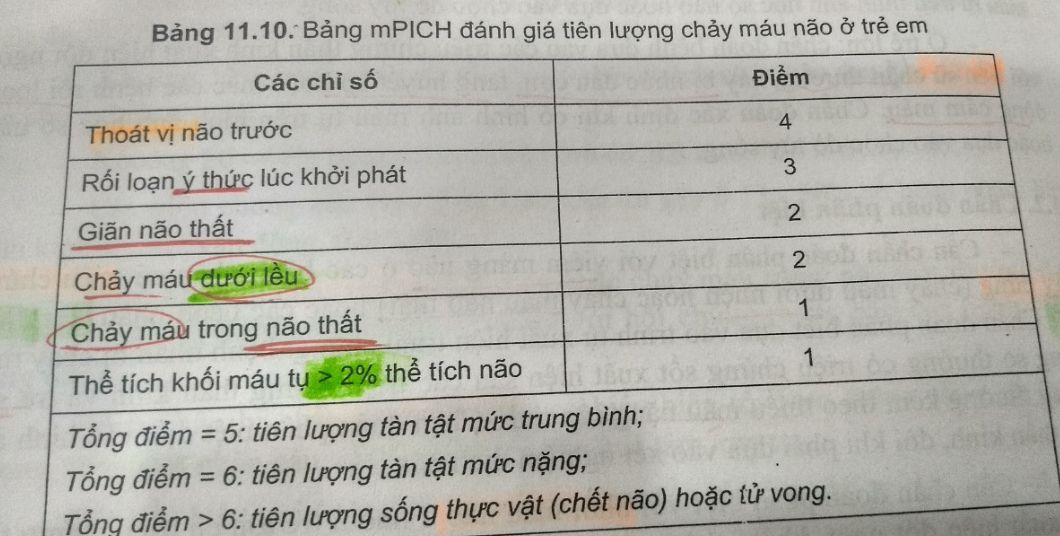 Bảng 11.10. Bảng mPICH đánh giá tiên lượng chảy máu não ở trẻ em
Các chỉ số Điểm
Thoát vị não trước 4
Rối loạn ý thức lúc khởi phát 3
Giãn não thất 2
Chảy máu dưới lều 2
Chảy máu trong não thất 1
Thể tích khối máu tụ > 2% thể tích não 1
Tổng điểm = 5: tiên lượng tàn tật mức trung bình;
Tổng điểm = 6: tiên lượng tàn tật mức nặng;
Tổng điểm > 6: tiên lượng sống thực vật (chết não) hoặc tử vong.